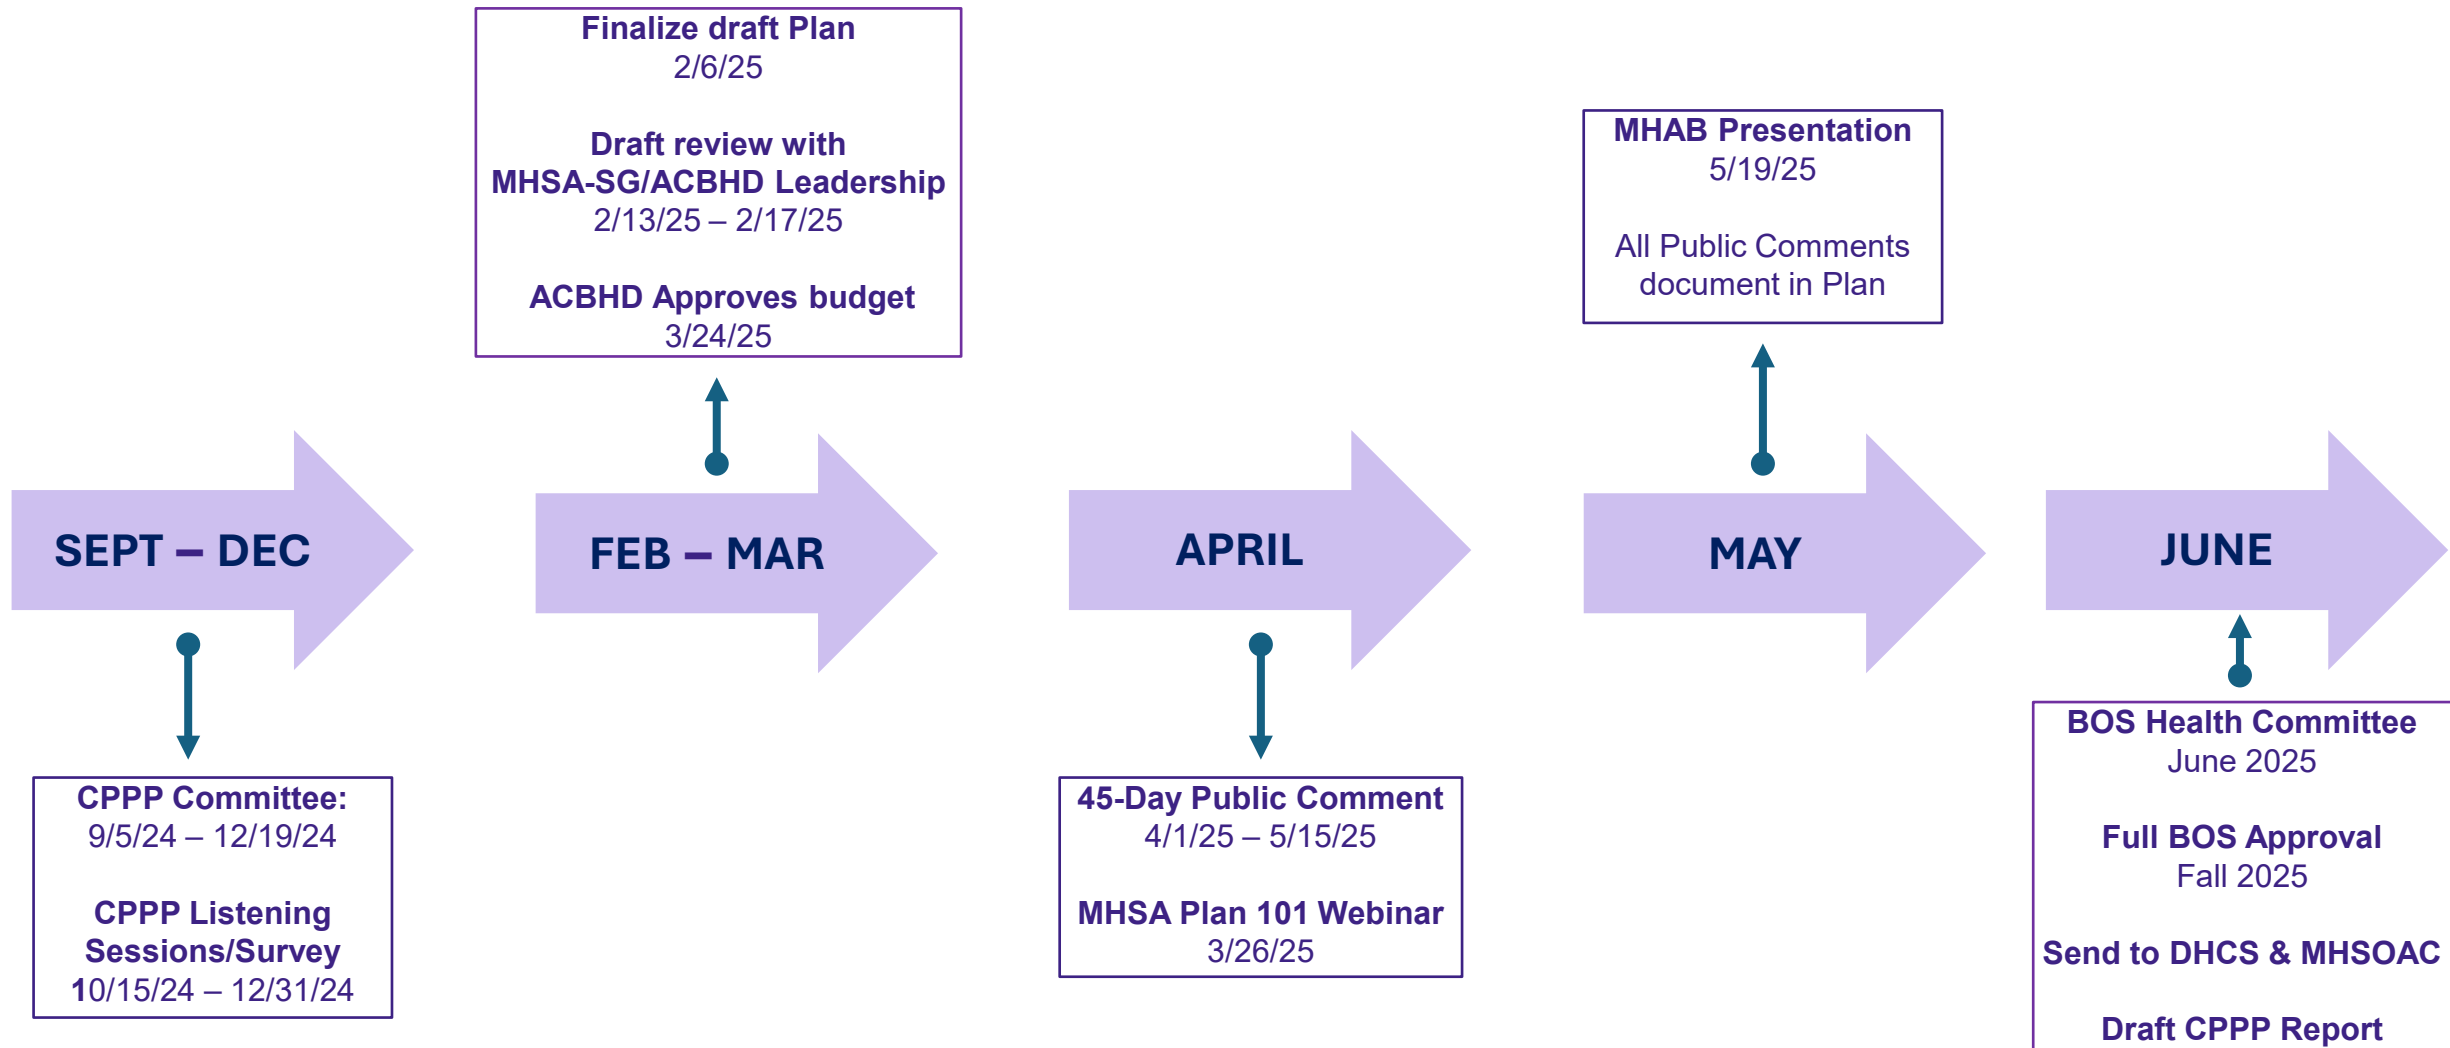 Finalize draft Plan
2/6/25
Draft review with
MHSA-SG/ACBHD Leadership
2/13/25 – 2/17/25
ACBHD Approves budget
3/24/25
MHAB Presentation
5/19/25
All Public Comments
document in Plan
SEPT – DEC
FEB – MAR
APRIL
MAY
JUNE
CPPP Committee:
9/5/24 – 12/19/24
CPPP Listening
Sessions/Survey
10/15/24 – 12/31/24
45-Day Public Comment
4/1/25 – 5/15/25
MHSA Plan 101 Webinar
3/26/25
BOS Health Committee
June 2025
Full BOS Approval
Fall 2025
Send to DHCS & MHSOAC
Draft CPPP Report